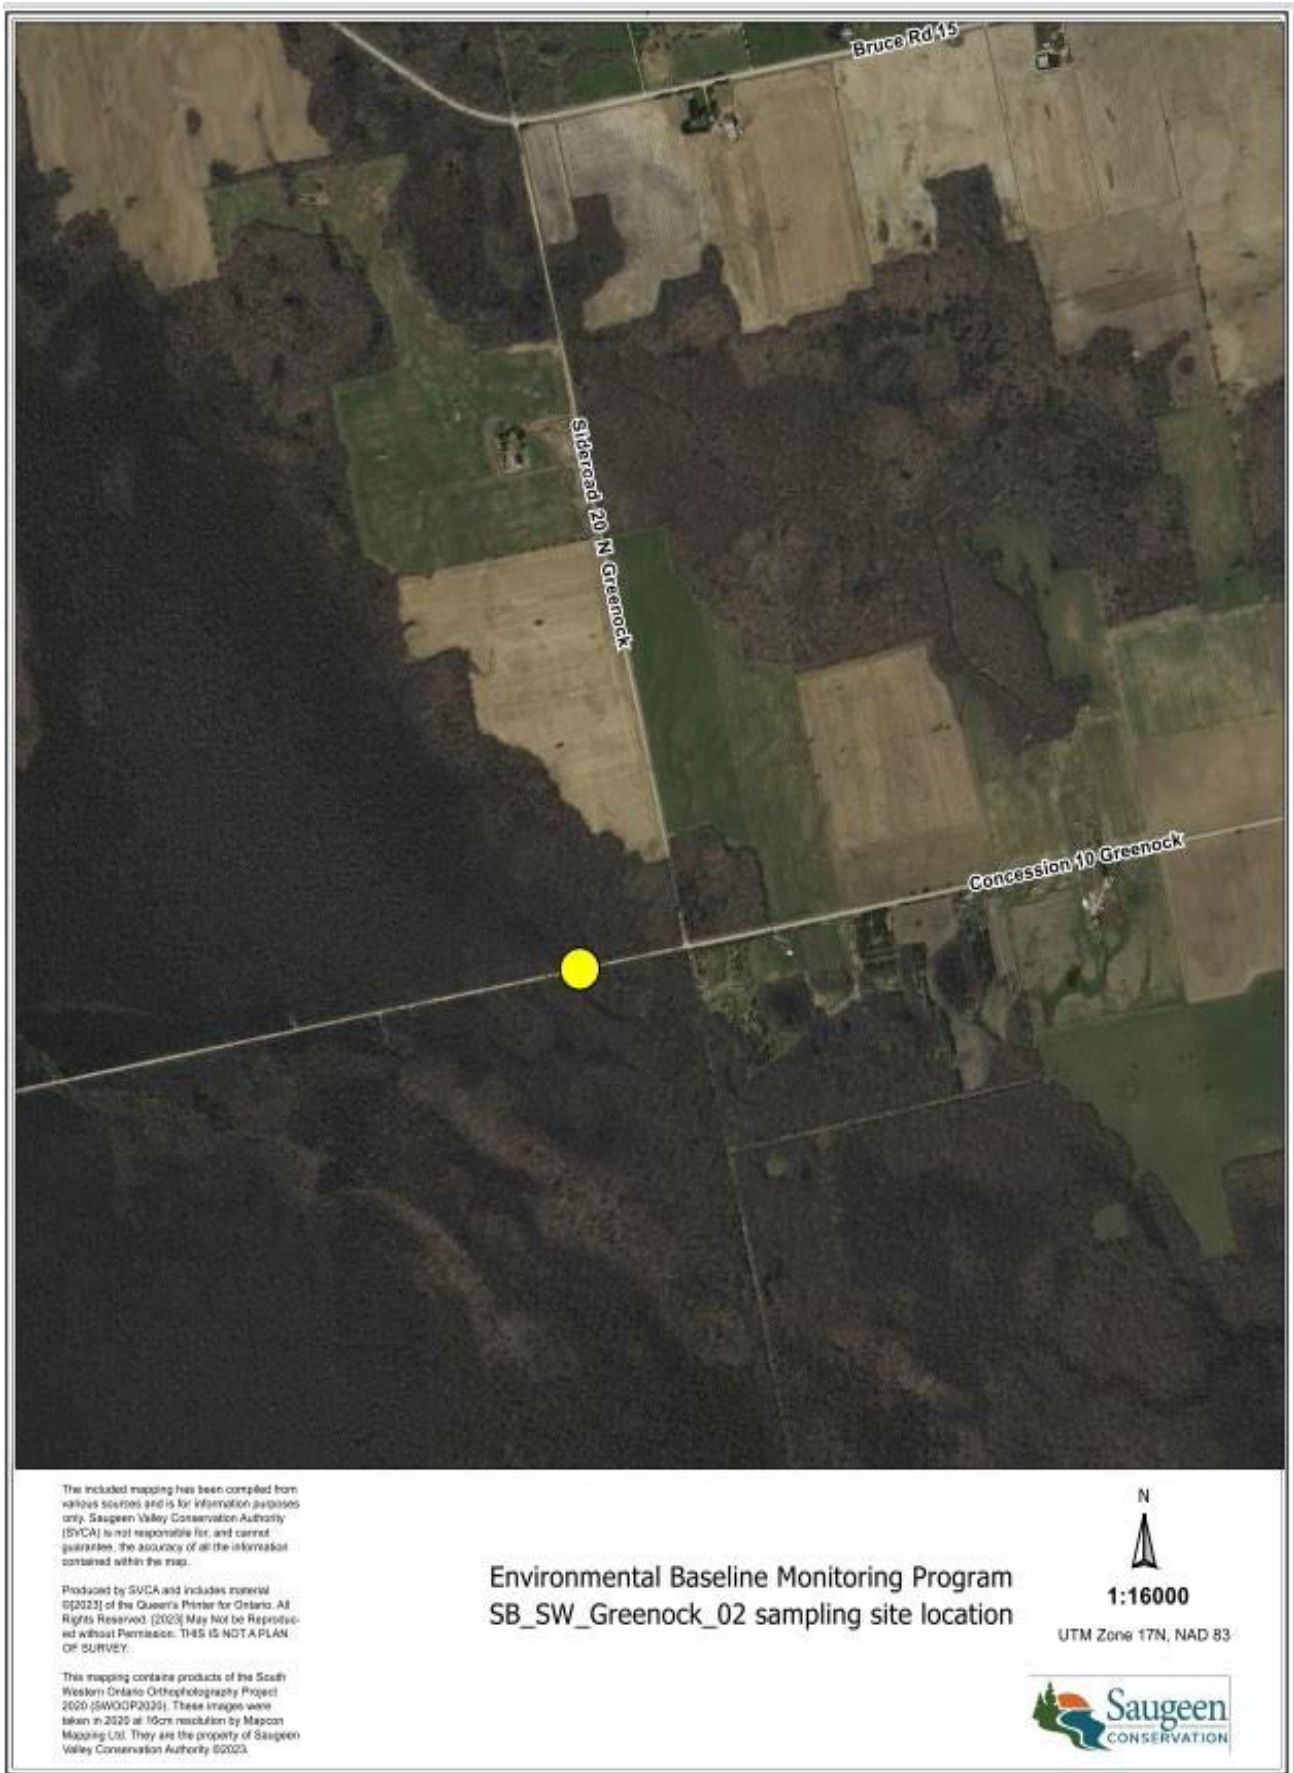 Bruce Rd 15
Sideroad 20 N Greenock
Concession 10 Greenock
The included mapping has been compiled from
various sources and is for information purposes
only. Saugeen Valley Conservation Authority
(SVCA) is not responsible for, and cannot
guarantee, the accuracy of all the information
contained within the map.
Produced by SVCA and includes material
©[2023] of the Queen's Printer for Ontario. All
Rights Reserved. [2023] May Not be Reproduc-
ed without Permission. THIS IS NOT A PLAN
OF SURVEY.
This mapping contains products of the South
Western Ontario Orthophotography Project
2020 (SWOOP2020). These images were
taken in 2020 at 16cm resolution by Mapcon
Mapping Ltd. They are the property of Saugeen
Valley Conservation Authority ©2023.
Environmental Baseline Monitoring Program
SB_SW_Greenock_02 sampling site location
N
1:16000
UTM Zone 17N, NAD 83
Saugeen
CONSERVATION